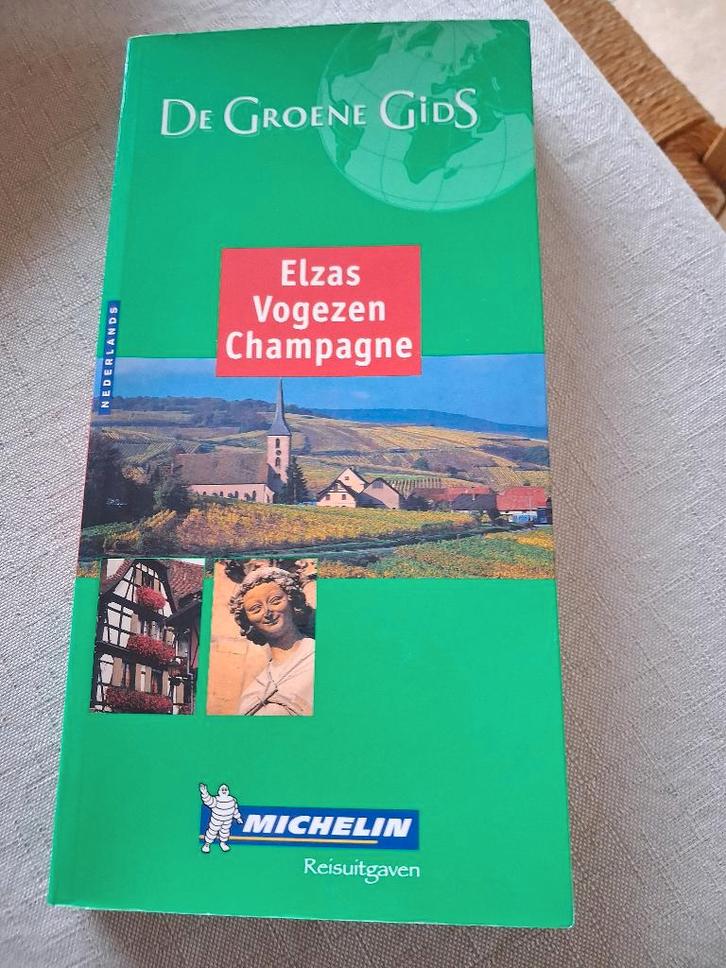 DE GROENE GIDS
Elzas
Vogezen
Champagne
NEDERLANDS
MICHELIN
Reisuitgaven